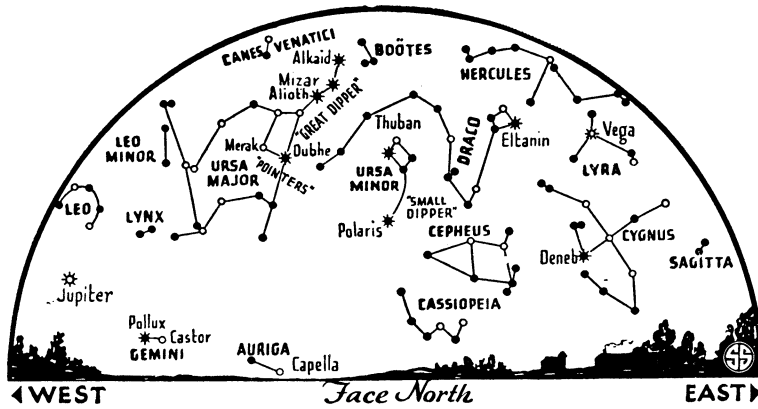 CANES VENATICI
Alkaid
BOÖTES
HERCULES
Mizar
Alioth
"GREAT DIPPER"
LEO
MINOR
Merak
Dubhe
URSA
MAJOR
"POINTERS"
Thuban
URSA
MINOR
DRACO
Eltanin
Vega
LYRA
LEO
LYNX
Polaris
"SMALL
DIPPER"
CEPHEUS
Deneb
CYGNUS
SAGITTA
Jupiter
CASSIOPEIA
Pollux
Castor
GEMINI
AURIGA
Capella
WEST
Face North
EAST